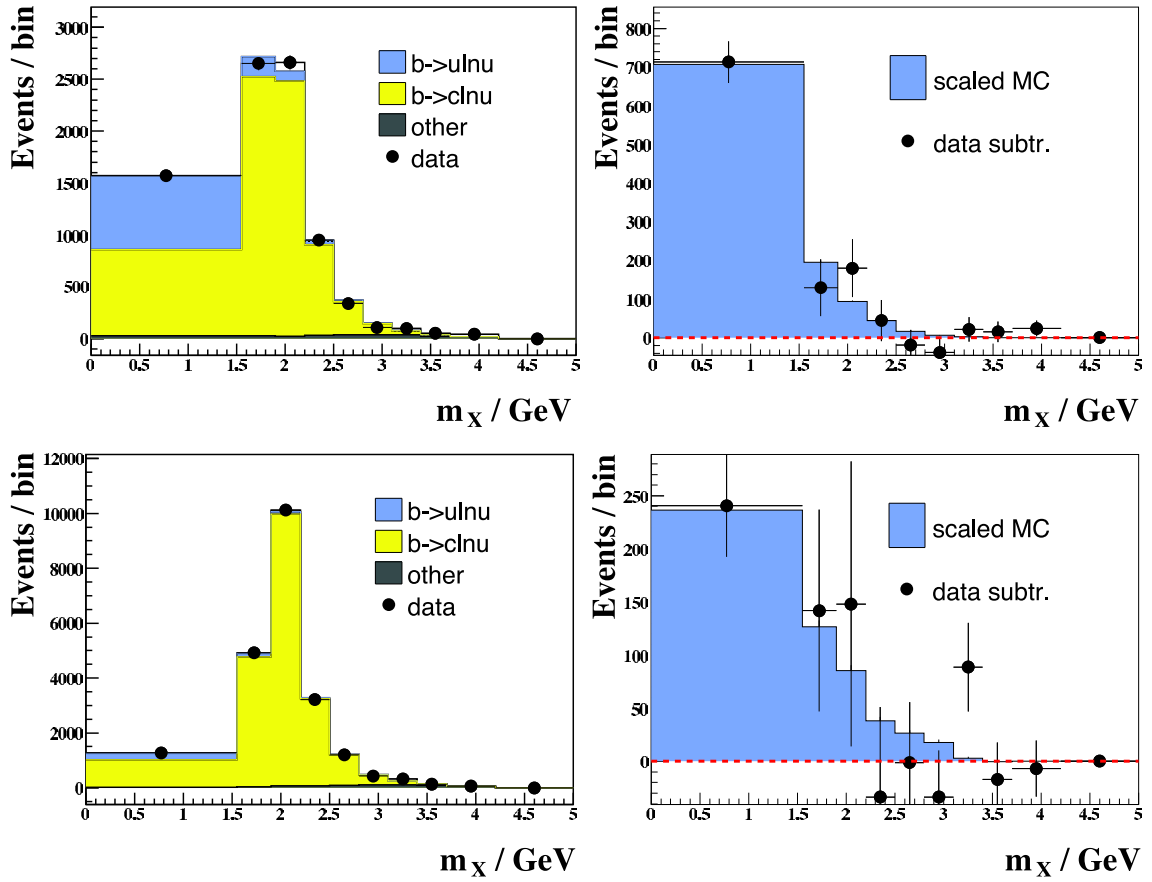 Events / bin
3000
2500
2000
1500
1000
500
0
b->ulnu
b->clnu
other
data
0 0.5 1 1.5 2 2.5 3 3.5 4 4.5 5
m_X / GeV
Events / bin
800
700
600
500
400
300
200
100
0
scaled MC
data subtr.
0 0.5 1 1.5 2 2.5 3 3.5 4 4.5 5
m_X / GeV
Events / bin
12000
10000
8000
6000
4000
2000
0
b->ulnu
b->clnu
other
data
0 0.5 1 1.5 2 2.5 3 3.5 4 4.5 5
m_X / GeV
Events / bin
250
200
150
100
50
0
scaled MC
data subtr.
0 0.5 1 1.5 2 2.5 3 3.5 4 4.5 5
m_X / GeV